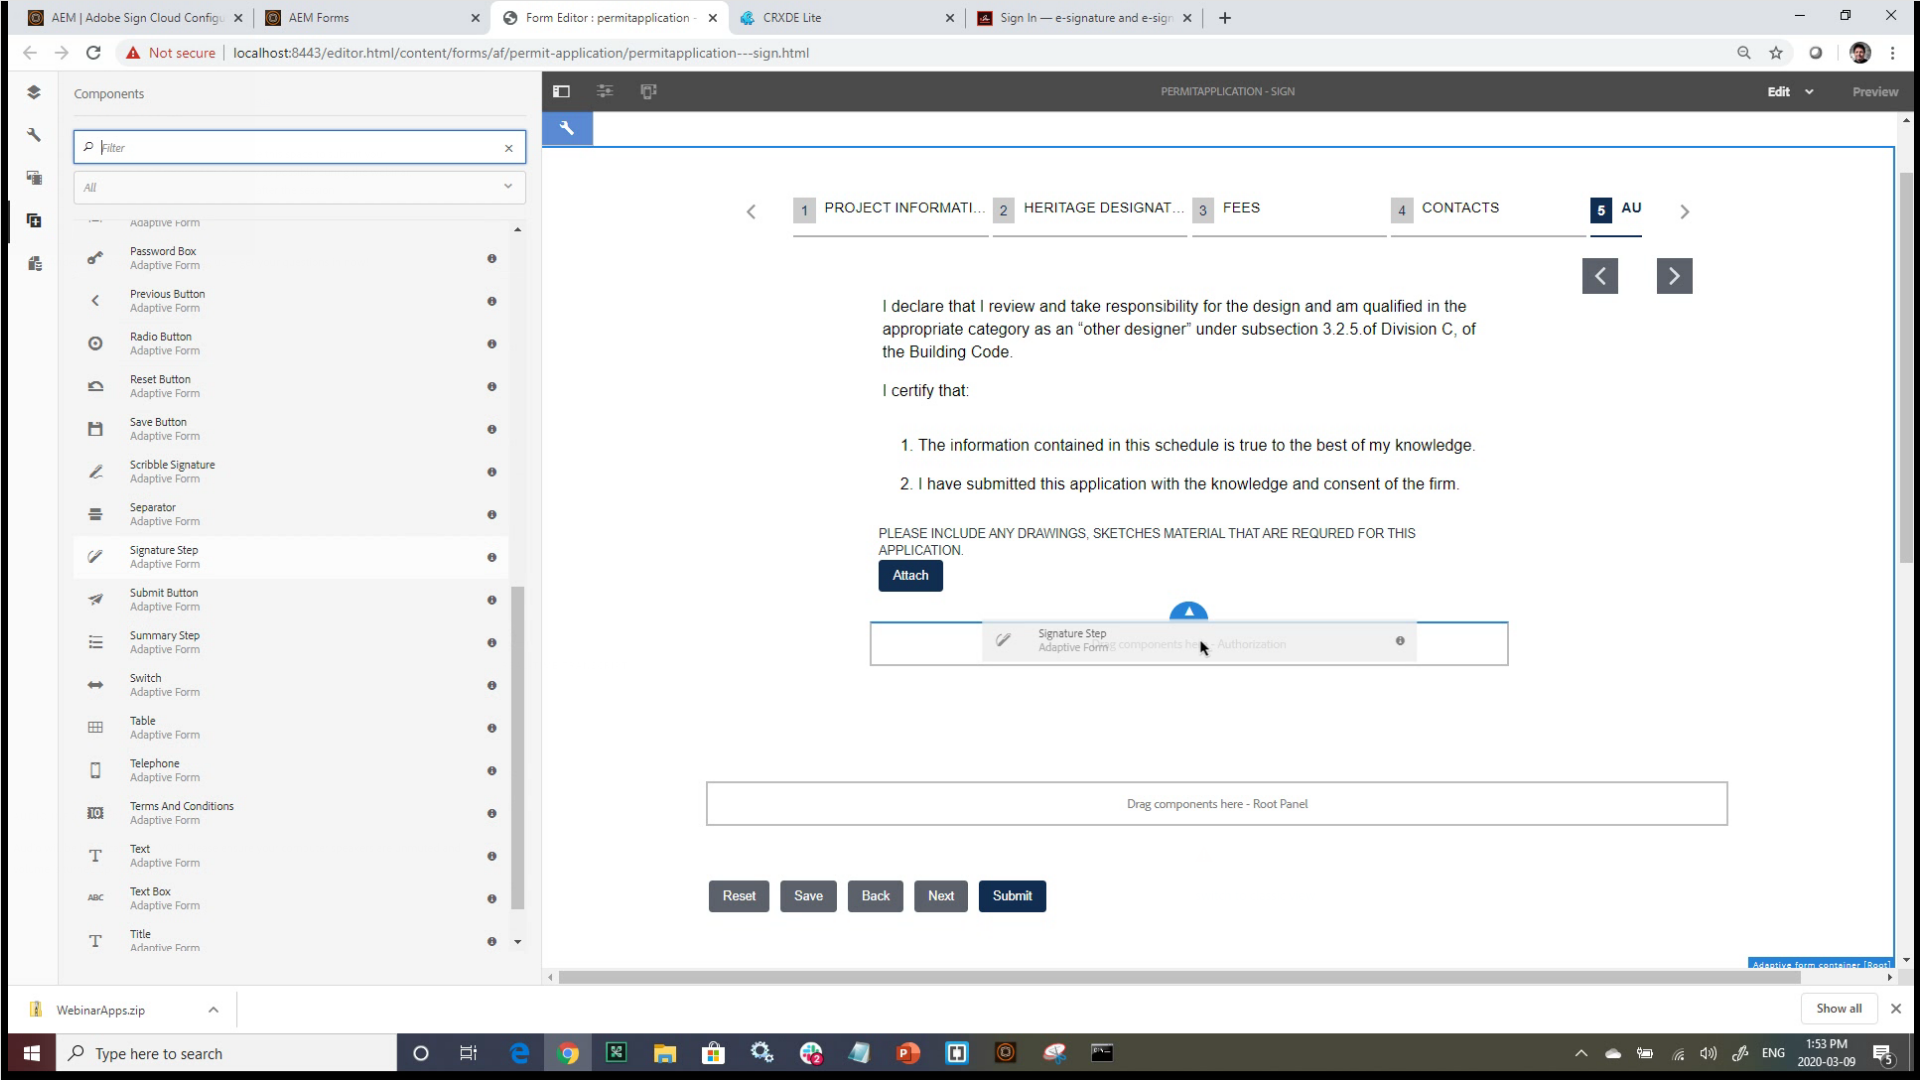 AEM | Adobe Sign Cloud Configu
AEM Forms
Form Editor : permitapplication -
CRXDE Lite
Sign In — e-signature and e-sign
Not secure
localhost:8443/editor.html/content/forms/af/permit-application/permitapplication---sign.html
Components
PERMITAPPLICATION - SIGN
Edit
Preview
Filter
All
Adaptive Form
Password Box
Adaptive Form
Previous Button
Adaptive Form
Radio Button
Adaptive Form
Reset Button
Adaptive Form
Save Button
Adaptive Form
Scribble Signature
Adaptive Form
Separator
Adaptive Form
Signature Step
Adaptive Form
Submit Button
Adaptive Form
Summary Step
Adaptive Form
Switch
Adaptive Form
Table
Adaptive Form
Telephone
Adaptive Form
Terms And Conditions
Adaptive Form
Text
Adaptive Form
ABC
Text Box
Adaptive Form
Title
Adaptive Form
1 PROJECT INFORMATI...
2 HERITAGE DESIGNAT...
3 FEES
4 CONTACTS
5 AU
I declare that I review and take responsibility for the design and am qualified in the
appropriate category as an “other designer” under subsection 3.2.5.of Division C, of
the Building Code.
I certify that:
1. The information contained in this schedule is true to the best of my knowledge.
2. I have submitted this application with the knowledge and consent of the firm.
PLEASE INCLUDE ANY DRAWINGS, SKETCHES MATERIAL THAT ARE REQURED FOR THIS
APPLICATION.
Attach
Signature Step
Adaptive Form
components here - Authorization
Drag components here - Root Panel
Reset
Save
Back
Next
Submit
Adaptive form container [Root]
WebinarApps.zip
Show all
Type here to search
ENG
1:53 PM
2020-03-09
5